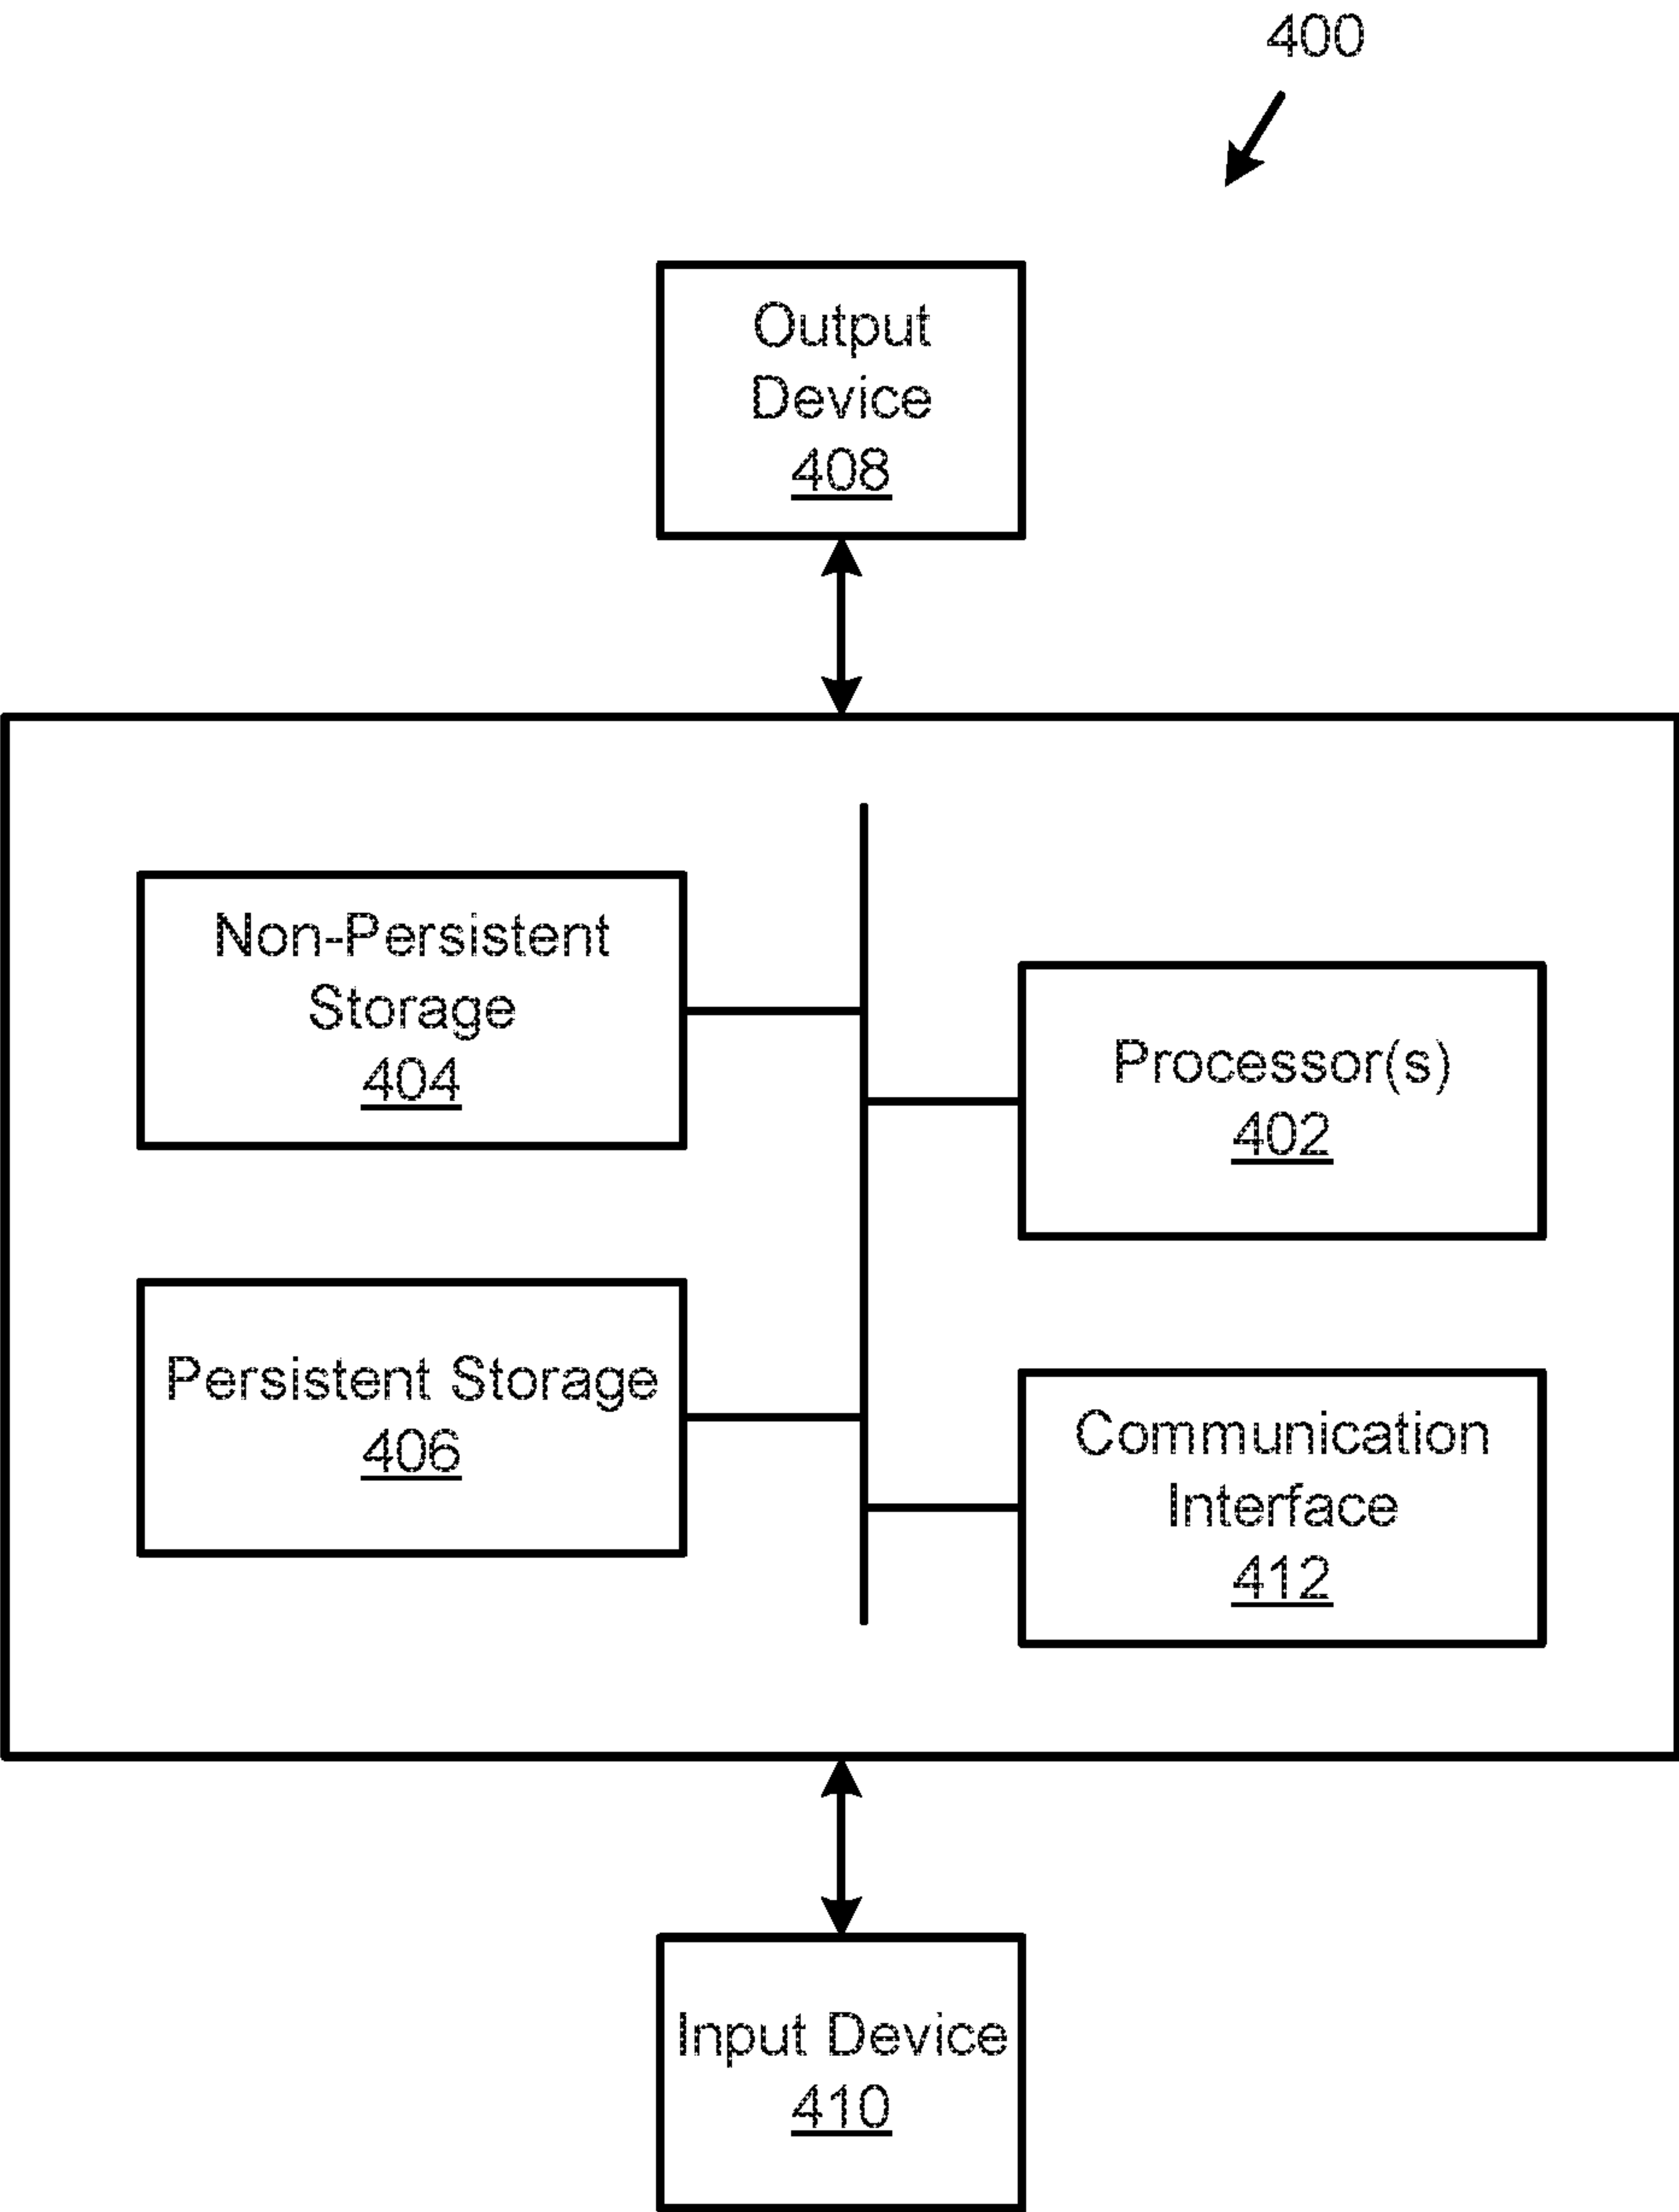 400
Output
Device
408
Non-Persistent
Storage
404
Processor(s)
402
Persistent Storage
406
Communication
Interface
412
Input Device
410